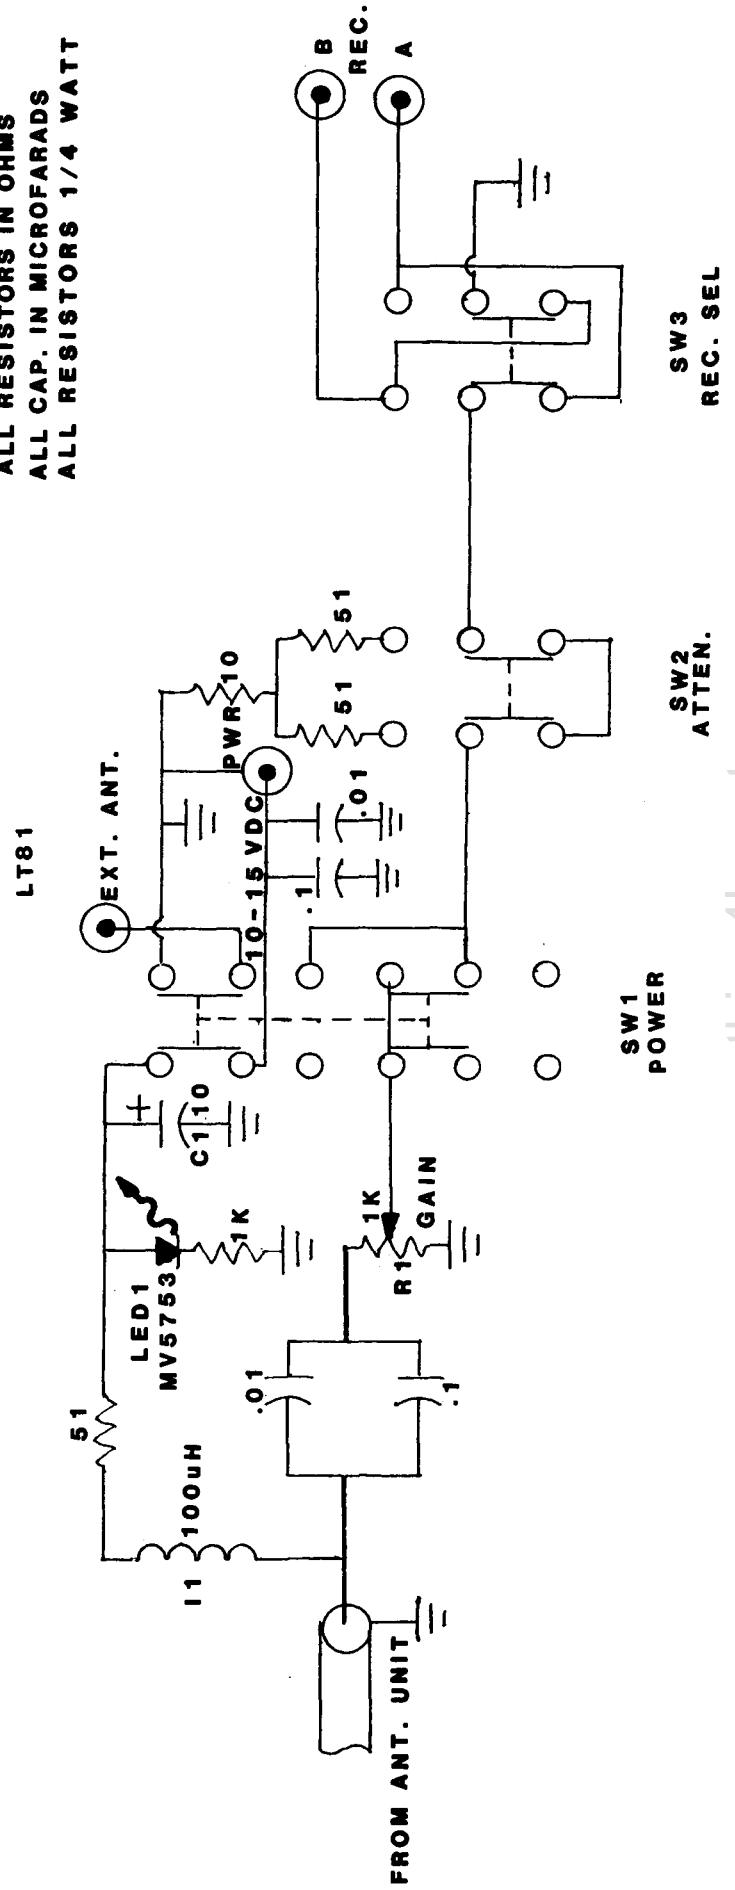 ALL RESISTORS IN OHMS
ALL CAP. IN MICROFARADS
ALL RESISTORS 1/4 WATT
LT81
EXT. ANT.
PWR
10-15 VDC
10
51
51
.1
.01
B
REC.
A
51
LED1
MV5753
1K
+
C1 10
I1
100uH
.01
.1
R1
1K
GAIN
FROM ANT. UNIT
SW1
POWER
SW2
ATTEN.
SW3
REC. SEL